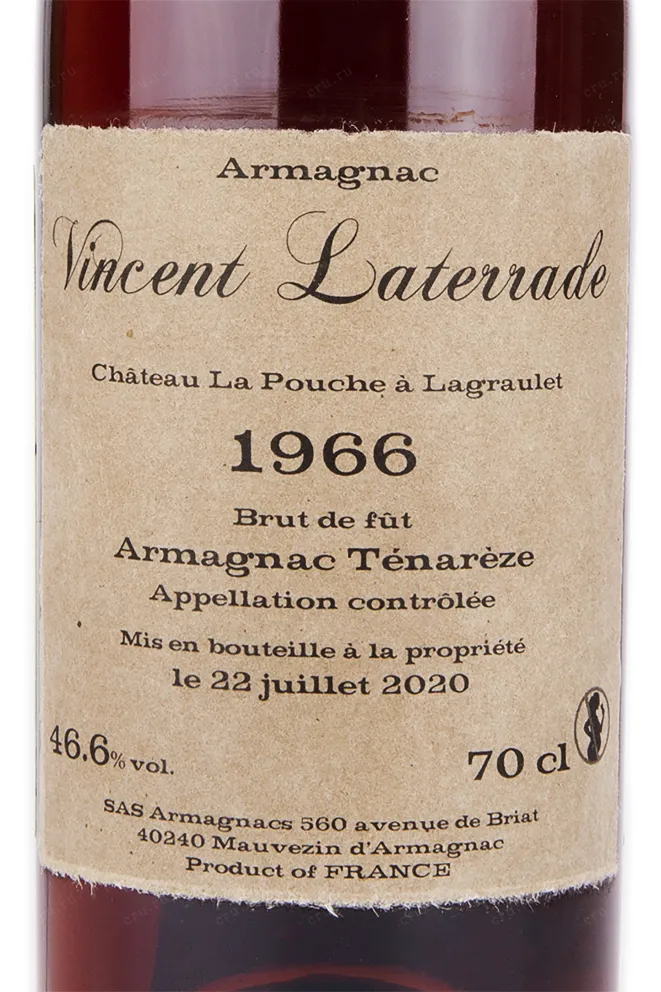 Armagnac
Vincent Laterrade
Château La Pouche à Lagraulet
1966
Brut de fût
Armagnac Ténarèze
Appellation contrôlée
Mis en bouteille à la propriété
le 22 juillet 2020
46.6% vol.
70 cl
SAS Armagnacs 560 avenue de Briat
40240 Mauvezin d'Armagnac
Product of FRANCE